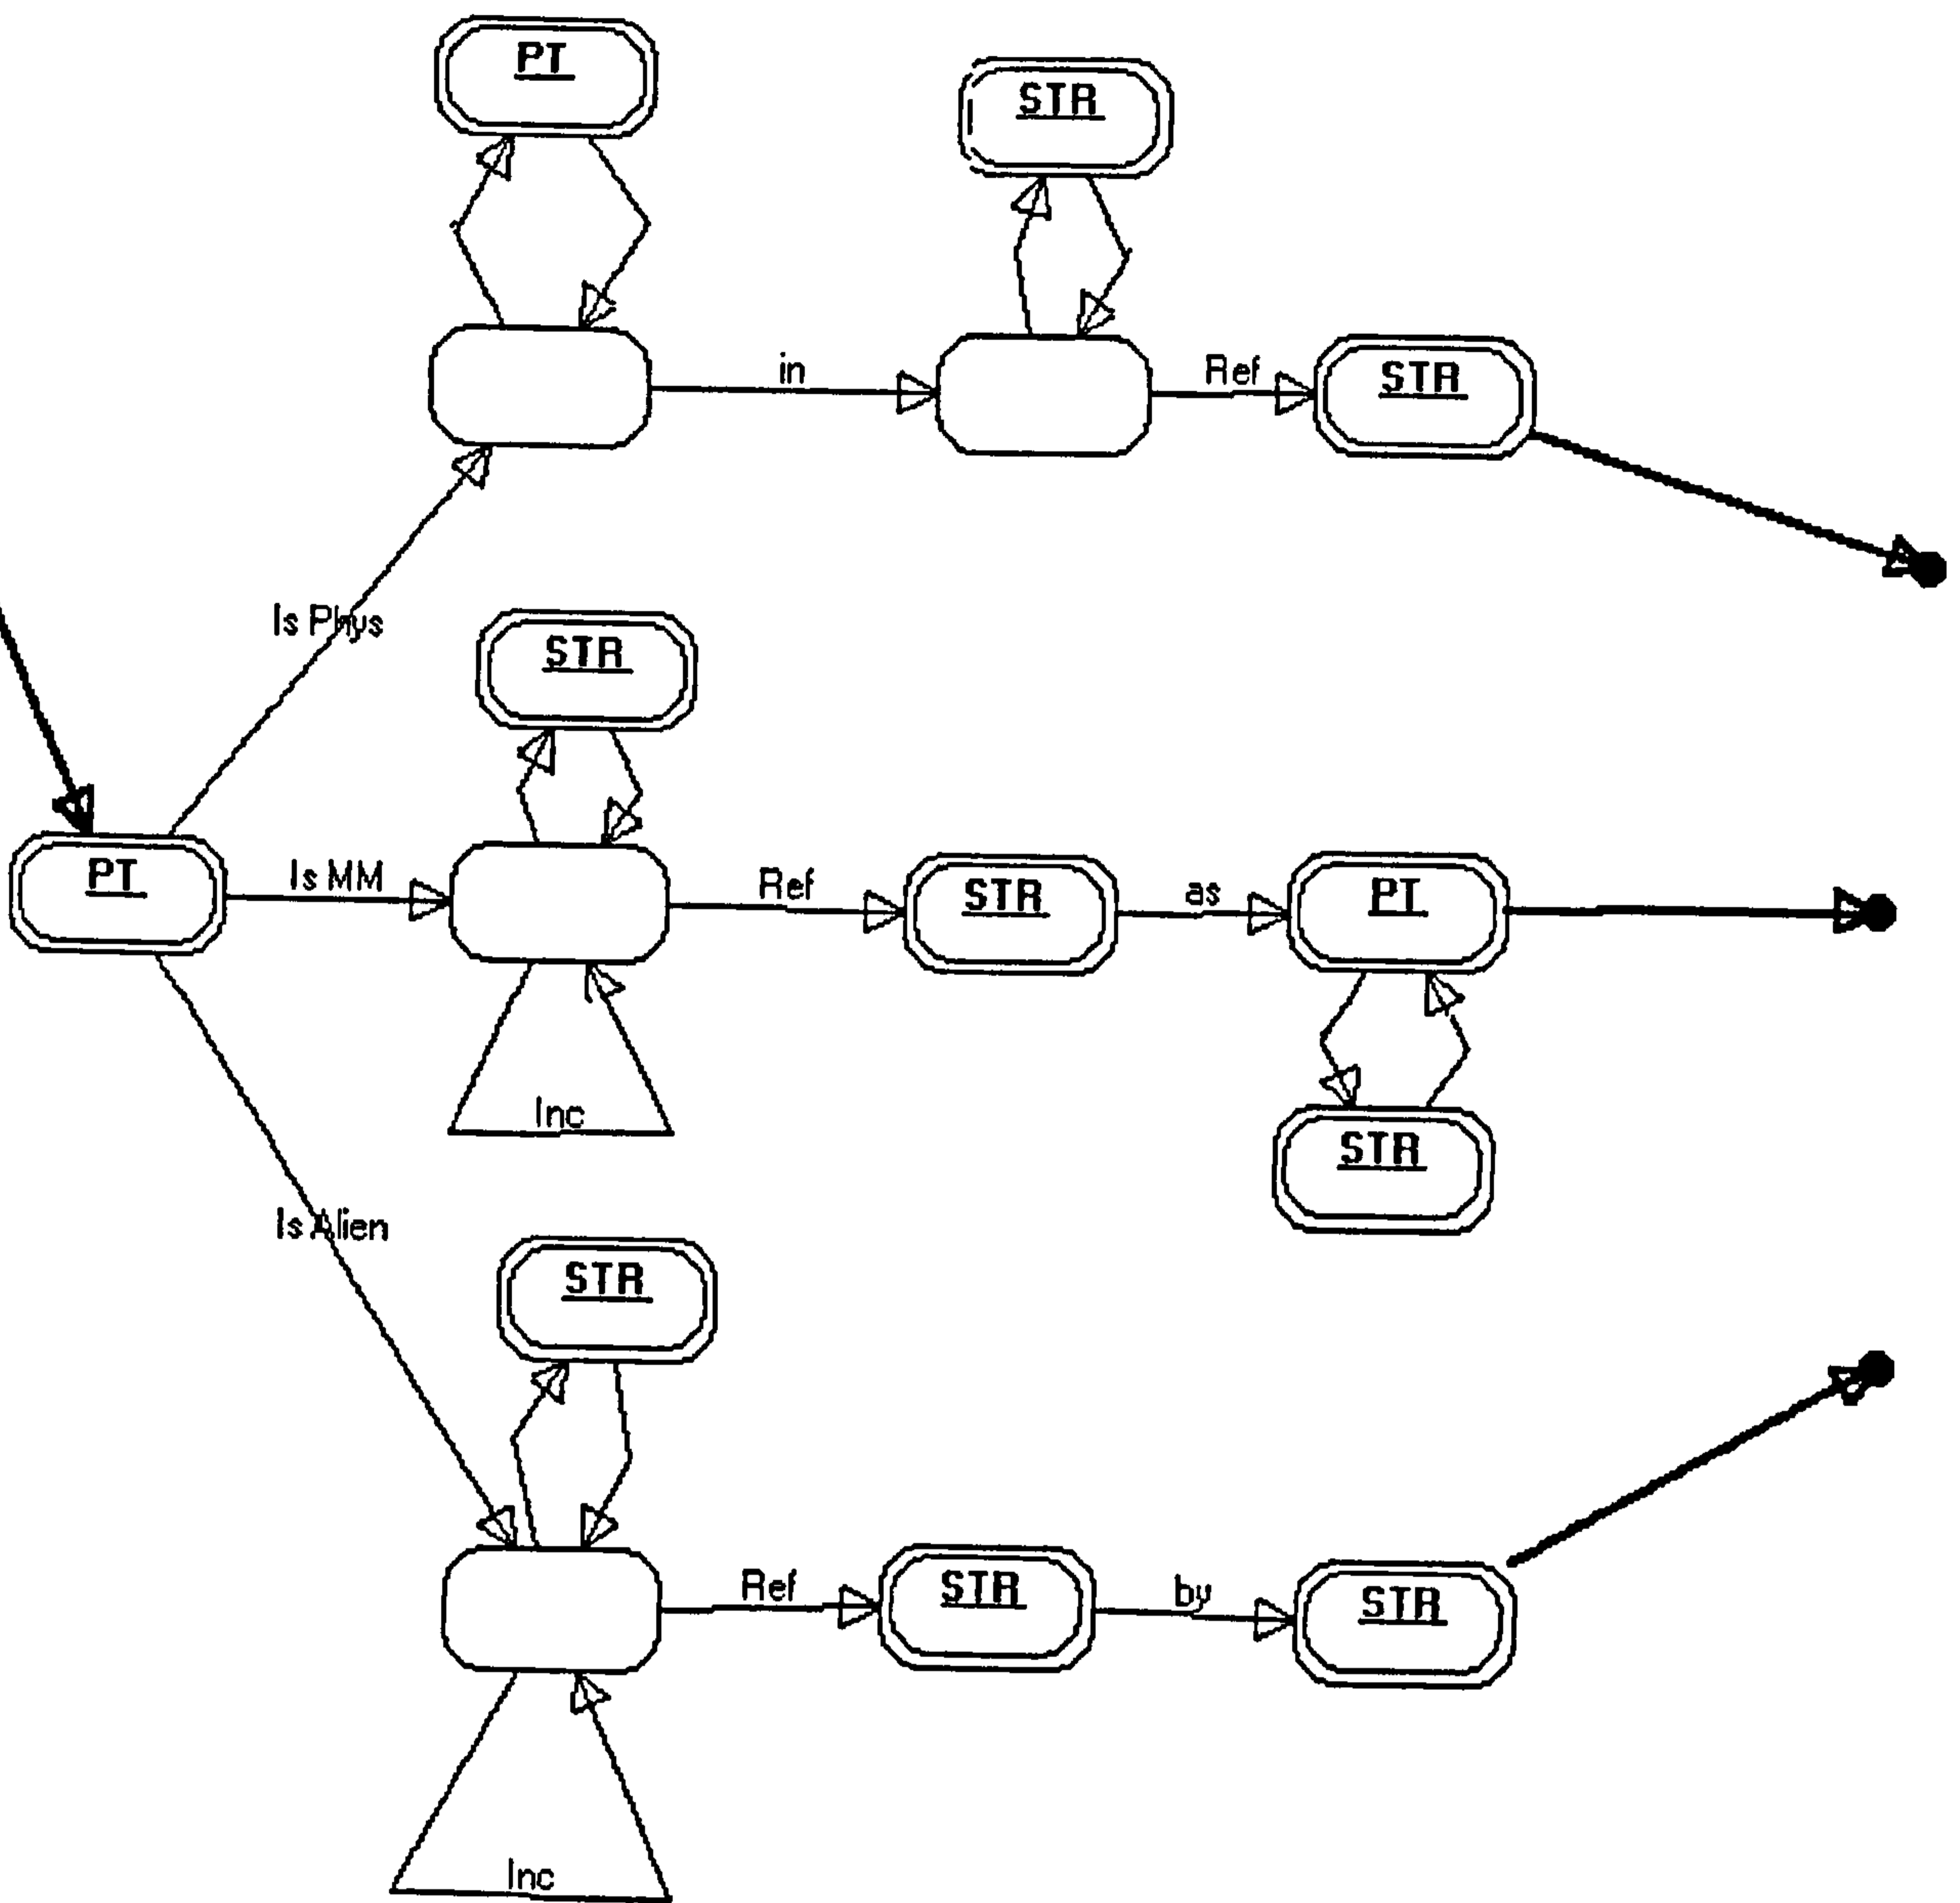 PT
STR
in
Ref
STR
Is Phys
STR
PT
Is MM
Ref
STR
as
PT
Inc
STR
Is Alien
STR
Ref
STR
by
STR
Inc